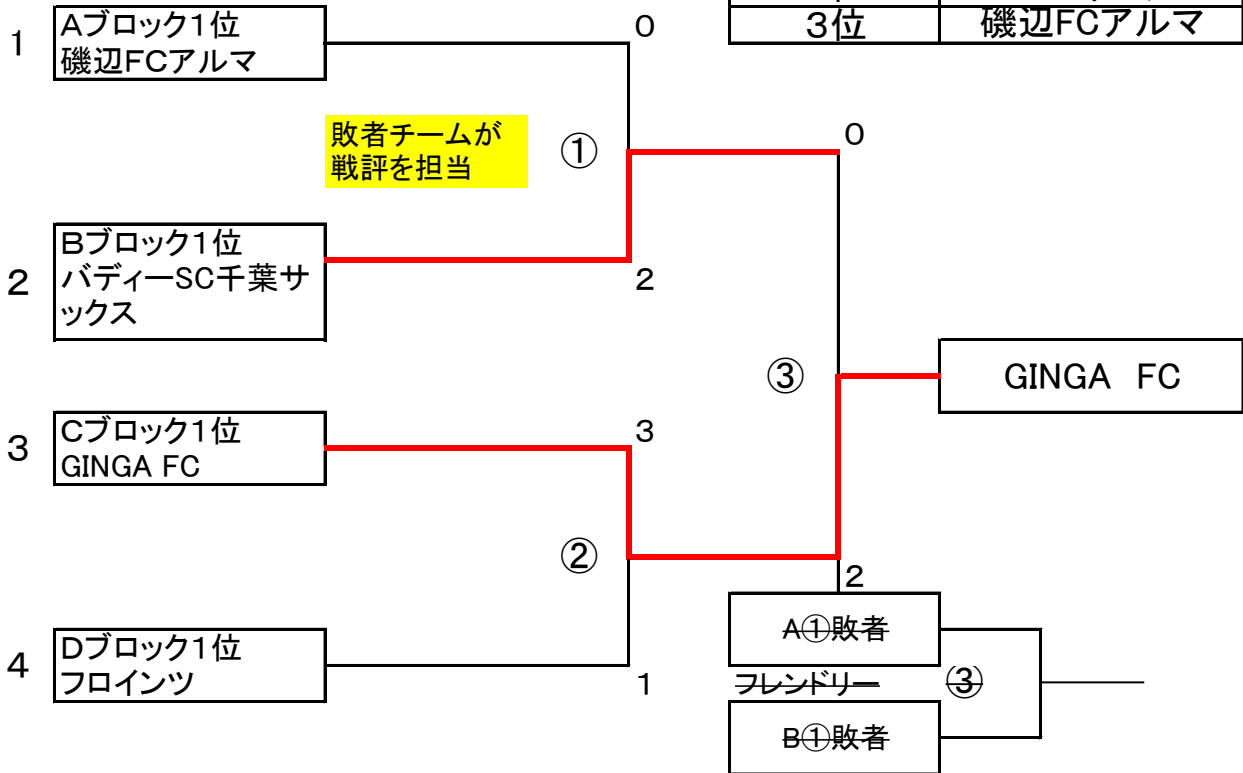 3位
磯辺FCアルマ
1
Aブロック1位
磯辺FCアルマ
0
敗者チームが
戦評を担当
①
0
2
Bブロック1位
バディーSC千葉サ
ックス
2
③
GINGA FC
3
Cブロック1位
GINGA FC
3
②
2
4
Dブロック1位
フロインツ
1
A①敗者
フレンドリー
③
B①敗者